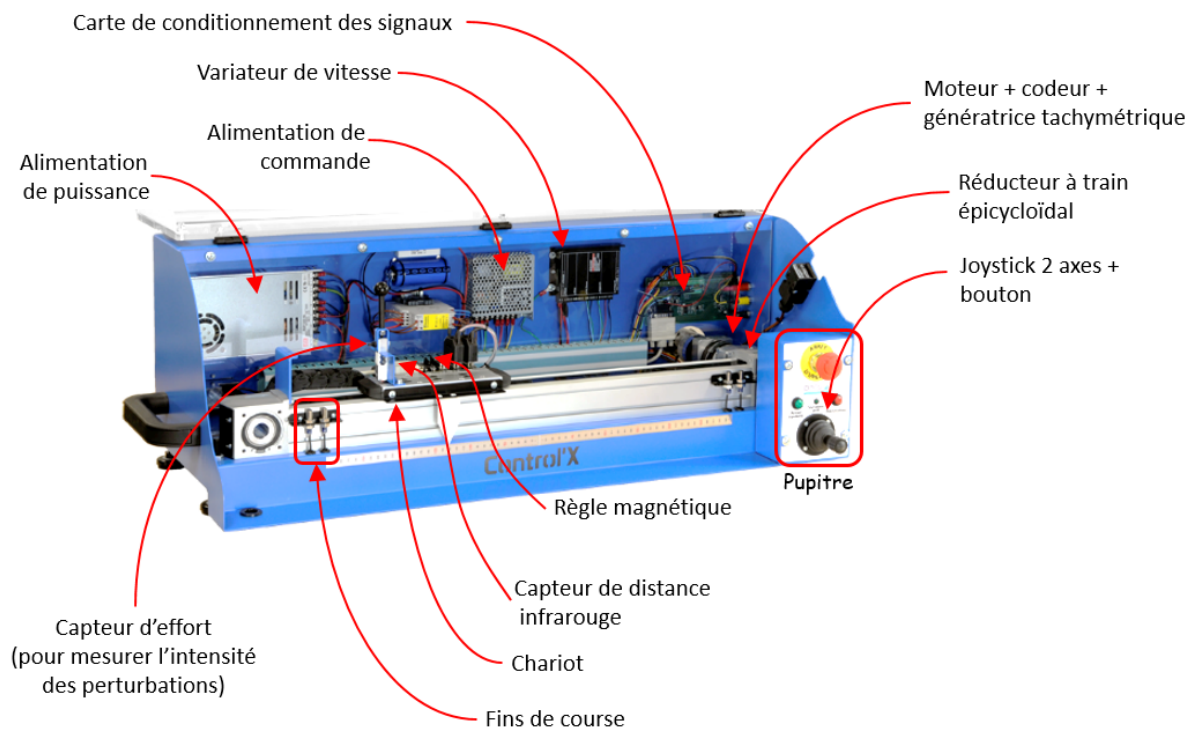 Carte de conditionnement des signaux
Variateur de vitesse
Alimentation de
commande
Alimentation
de puissance
Moteur + codeur +
génératrice tachymétrique
Réducteur à train
épicycloïdal
Joystick 2 axes +
bouton
Control'X
Pupitre
Règle magnétique
Capteur de distance
infrarouge
Capteur d'effort
(pour mesurer l'intensité
des perturbations)
Chariot
Fins de course